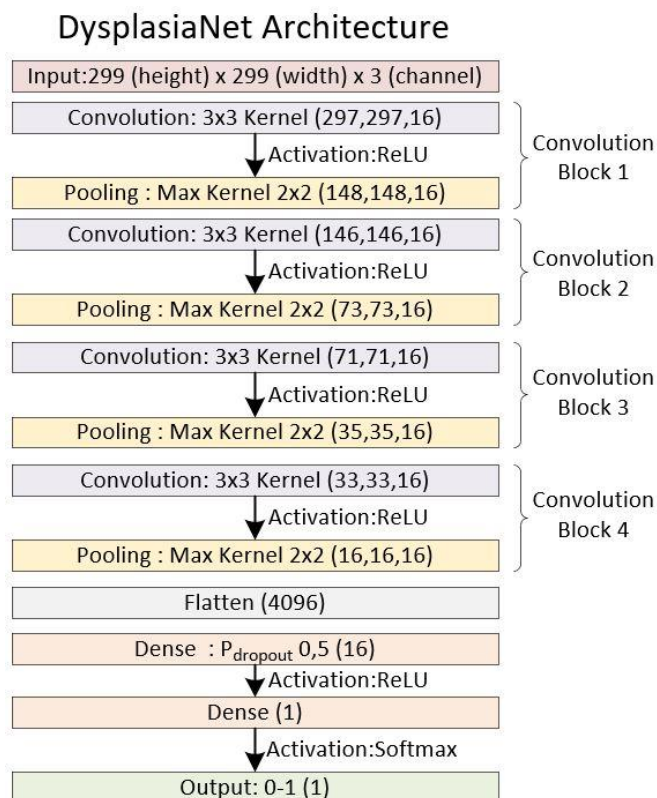 DysplasiaNet Architecture
Input:299 (height) x 299 (width) x 3 (channel)
Convolution: 3x3 Kernel (297,297,16)
Activation:ReLU
Pooling : Max Kernel 2x2 (148,148,16)
Convolution
Block 1
Convolution: 3x3 Kernel (146,146,16)
Activation:ReLU
Pooling : Max Kernel 2x2 (73,73,16)
Convolution
Block 2
Convolution: 3x3 Kernel (71,71,16)
Activation:ReLU
Pooling : Max Kernel 2x2 (35,35,16)
Convolution
Block 3
Convolution: 3x3 Kernel (33,33,16)
Activation:ReLU
Pooling : Max Kernel 2x2 (16,16,16)
Convolution
Block 4
Flatten (4096)
Dense : Pdropout 0,5 (16)
Activation:ReLU
Dense (1)
Activation:Softmax
Output: 0-1 (1)